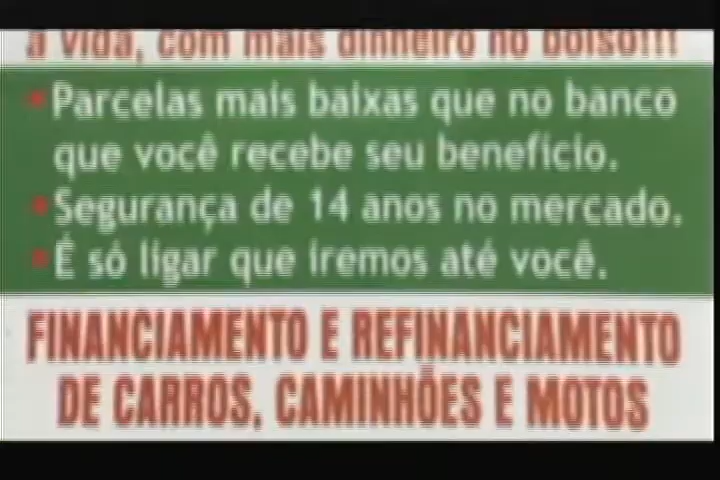 a vida, com mais dinheiro no bolso!!!
•Parcelas mais baixas que no banco
que você recebe seu beneficio.
•Segurança de 14 anos no mercado.
•É só ligar que iremos até você.
FINANCIAMENTO E REFINANCIAMENTO
DE CARROS, CAMINHÕES E MOTOS